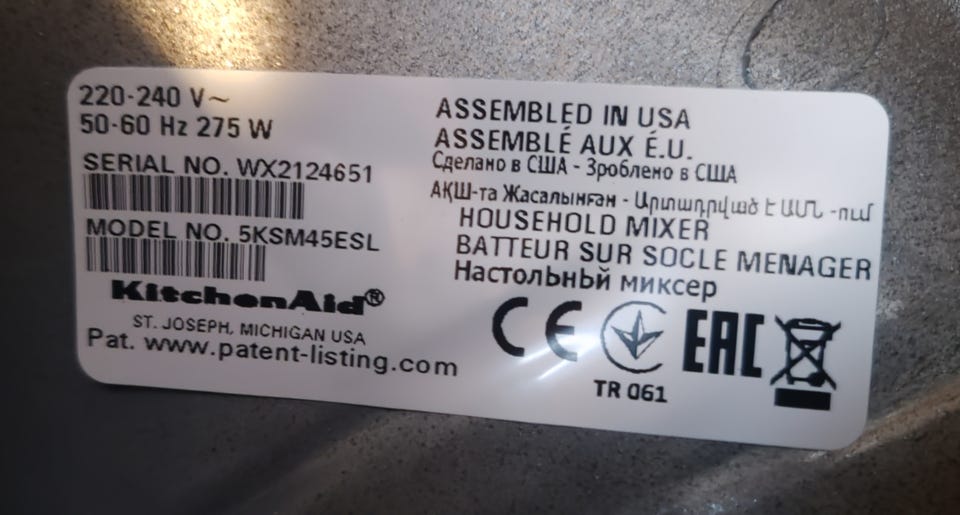 220-240 V~
50-60 Hz 275 W
SERIAL NO. WX2124651
MODEL NO. 5KSM45ESL
KitchenAid®
ST. JOSEPH, MICHIGAN USA
Pat. www.patent-listing.com
ASSEMBLED IN USA
ASSEMBLÉ AUX É.U.
Сделано в США - Зроблено в США
АҚШ-та Жасалынған - Արտադրված է ԱՄՆ -ում
HOUSEHOLD MIXER
BATTEUR SUR SOCLE MENAGER
Настольный миксер
CE
EAC
TR 061